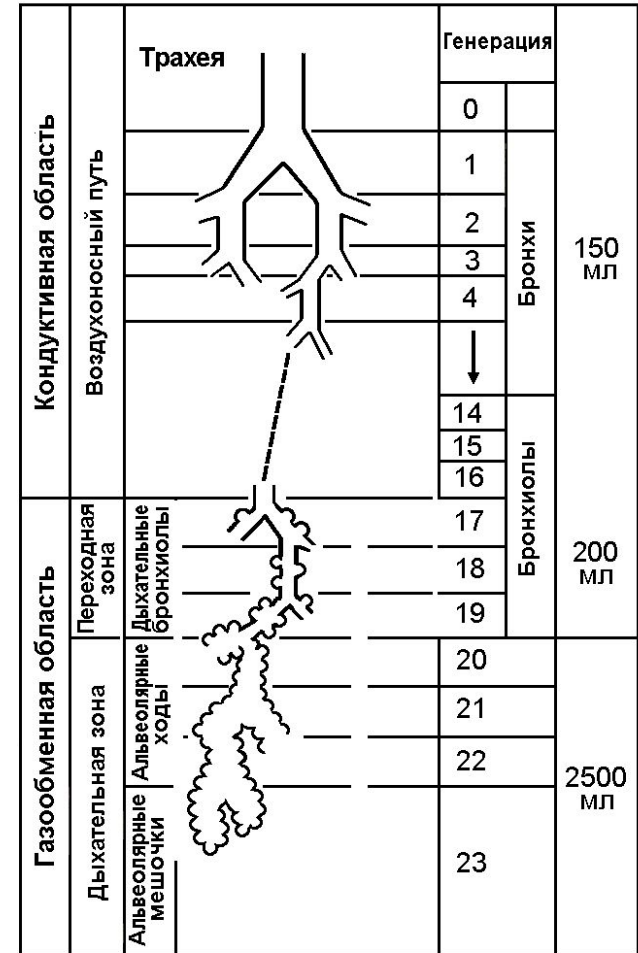 Трахея
Генерация
Кондуктивная область
Воздухоносный путь
0
1
2
3
4
Бронхи
150
мл
14
15
16
Бронхиолы
Газообменная область
Переходная
зона
Дыхательные
бронхиолы
17
18
19
200
мл
Дыхательная зона
Альвеолярные
ходы
20
21
22
2500
мл
Альвеолярные
мешочки
23